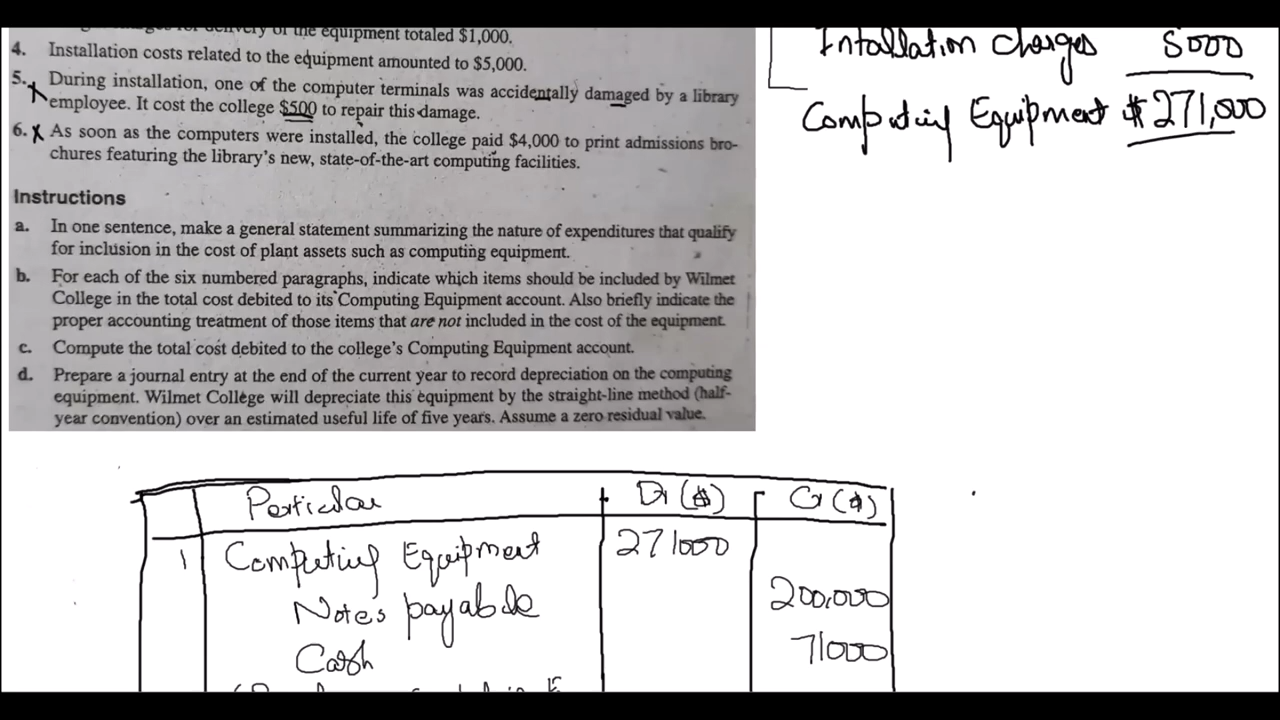 delivery of the equipment totaled $1,000.
4. Installation costs related to the equipment amounted to $5,000.
5. During installation, one of the computer terminals was accidentally damaged by a library
employee. It cost the college $500 to repair this damage.
6. As soon as the computers were installed, the college paid $4,000 to print admissions bro-
chures featuring the library's new, state-of-the-art computing facilities.
Instructions
a. In one sentence, make a general statement summarizing the nature of expenditures that qualify
for inclusion in the cost of plant assets such as computing equipment.
b. For each of the six numbered paragraphs, indicate which items should be included by Wilmet
College in the total cost debited to its Computing Equipment account. Also briefly indicate the
proper accounting treatment of those items that are not included in the cost of the equipment.
c. Compute the total cost debited to the college's Computing Equipment account.
d. Prepare a journal entry at the end of the current year to record depreciation on the computing
equipment. Wilmet College will depreciate this equipment by the straight-line method (half-
year convention) over an estimated useful life of five years. Assume a zero residual value.
Intallation Charges 5000
Computing Equipment $271,000
Particular Dr ($) Cr ($)
1 Computing Equipment 271000
Notes payable 200,000
Cash 71000